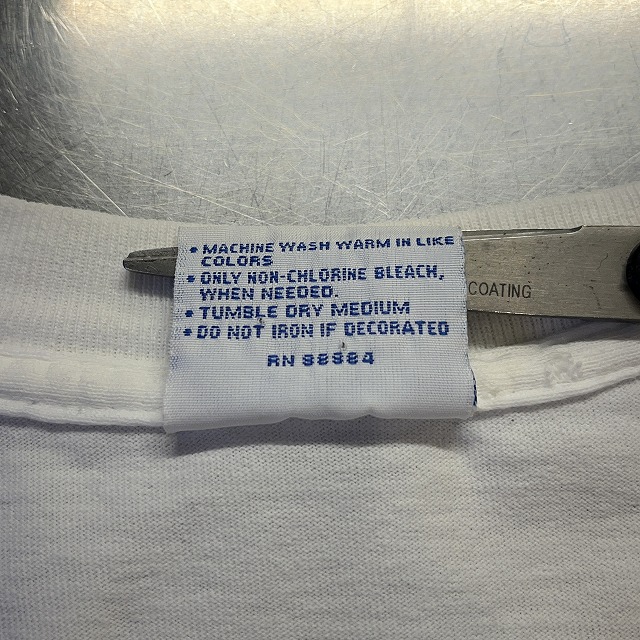 • MACHINE WASH WARM IN LIKE
COLORS
• ONLY NON-CHLORINE BLEACH,
WHEN NEEDED.
• TUMBLE DRY MEDIUM
• DO NOT IRON IF DECORATED
RN
COATING